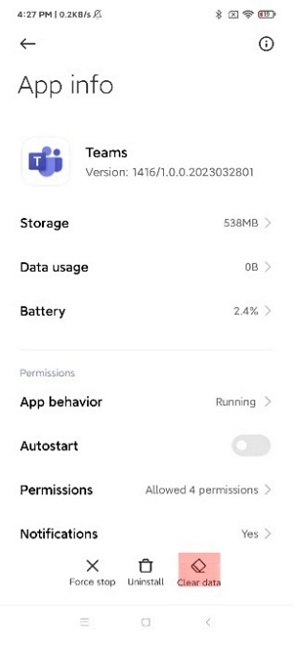 4:27 PM | 0.2KB/s
App info
Teams
Version: 1416/1.0.0.2023032801
Storage 538MB
Data usage 0B
Battery 2.4%
Permissions
App behavior Running
Autostart
Permissions Allowed 4 permissions
Notifications Yes
Force stop Uninstall Clear data